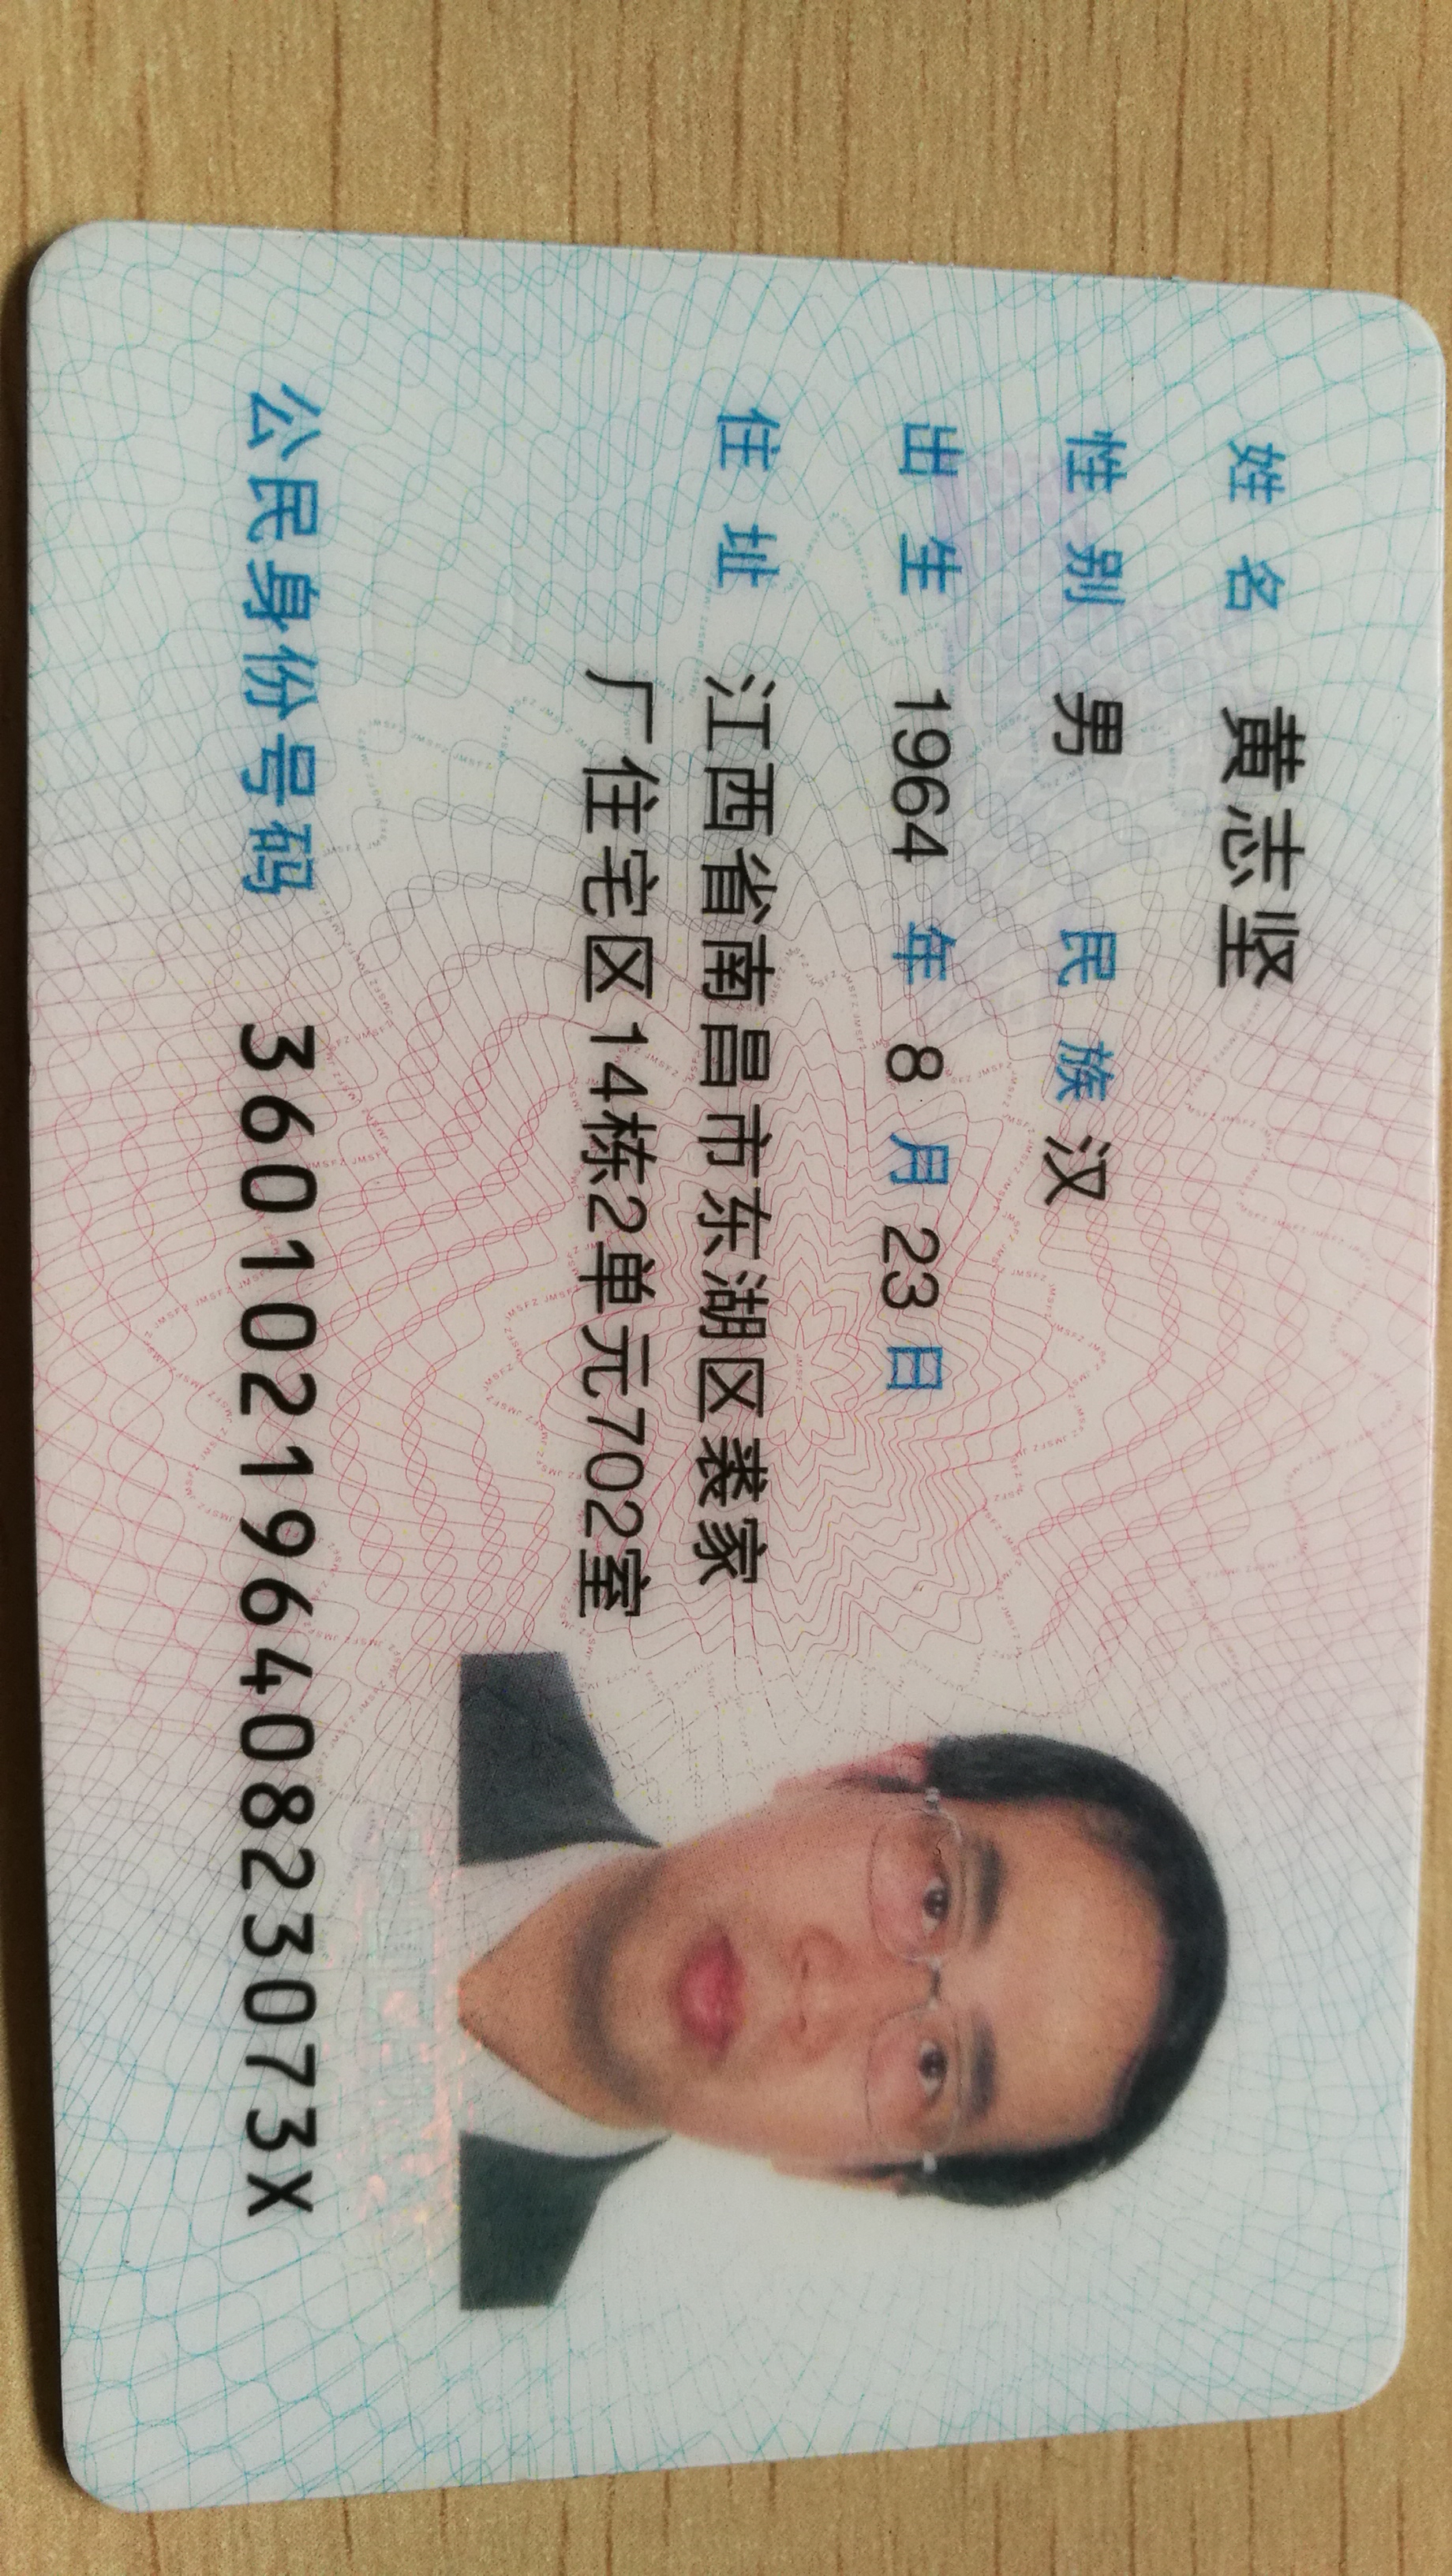 姓名 黄志坚
性别 男 民族 汉
出生 1964 年 8 月 23 日
住址 江西省南昌市东湖区裘家
厂住宅区14栋2单元702室
公民身份号码 36010219640823073X